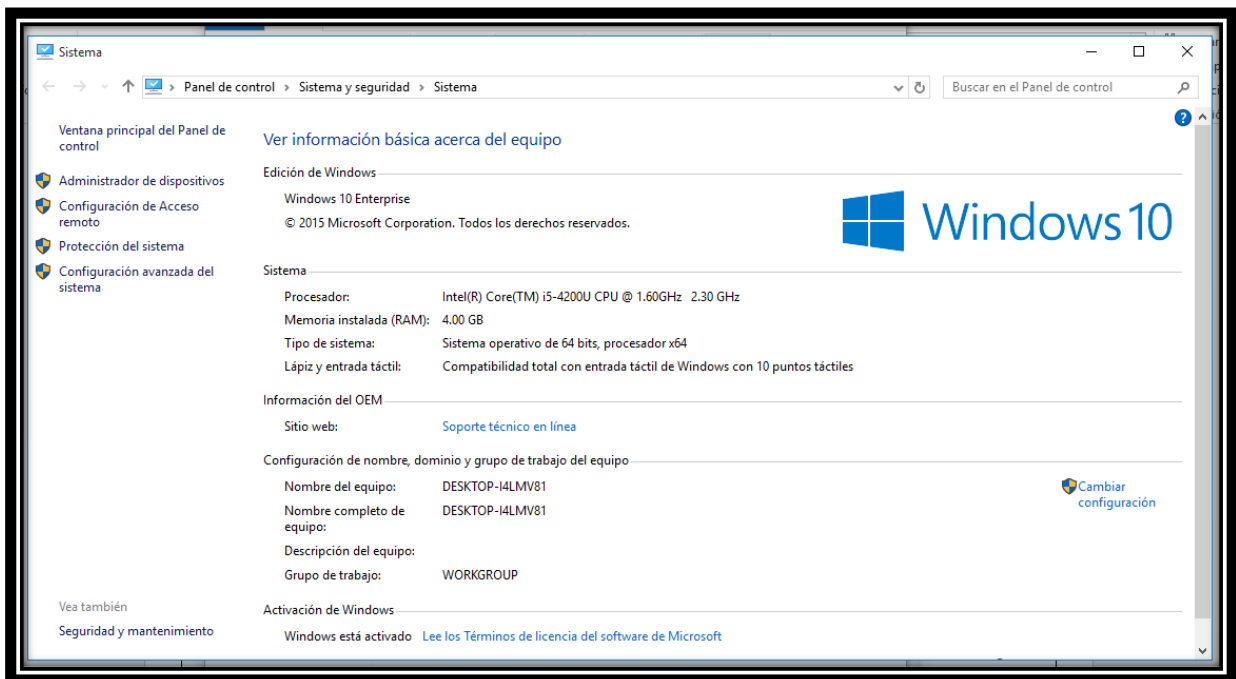 Sistema
Panel de control › Sistema y seguridad › Sistema
Buscar en el Panel de control
Ventana principal del Panel de
control
Administrador de dispositivos
Configuración de Acceso
remoto
Protección del sistema
Configuración avanzada del
sistema
Ver información básica acerca del equipo
Edición de Windows
Windows 10 Enterprise
© 2015 Microsoft Corporation. Todos los derechos reservados.
Windows 10
Sistema
Procesador: Intel(R) Core(TM) i5-4200U CPU @ 1.60GHz 2.30 GHz
Memoria instalada (RAM): 4.00 GB
Tipo de sistema: Sistema operativo de 64 bits, procesador x64
Lápiz y entrada táctil: Compatibilidad total con entrada táctil de Windows con 10 puntos táctiles
Información del OEM
Sitio web: Soporte técnico en línea
Configuración de nombre, dominio y grupo de trabajo del equipo
Nombre del equipo: DESKTOP-I4LMV81
Nombre completo de DESKTOP-I4LMV81
equipo:
Descripción del equipo:
Grupo de trabajo: WORKGROUP
Cambiar
configuración
Activación de Windows
Windows está activado Lee los Términos de licencia del software de Microsoft
Vea también
Seguridad y mantenimiento